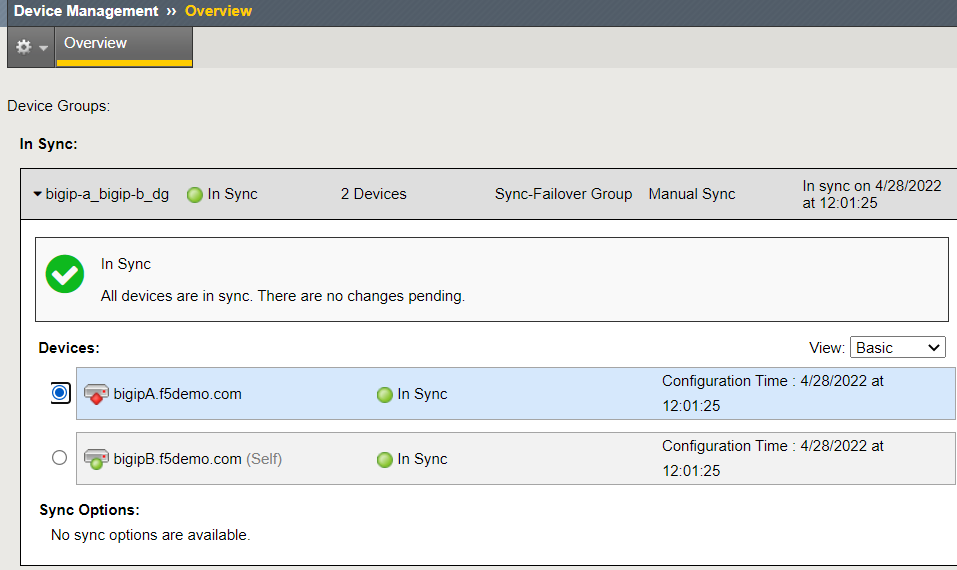 Device Management ›› Overview
Overview
Device Groups:
In Sync:
bigip-a_bigip-b_dg In Sync 2 Devices Sync-Failover Group Manual Sync In sync on 4/28/2022
at 12:01:25
In Sync
All devices are in sync. There are no changes pending.
Devices: View: Basic
bigipA.f5demo.com In Sync Configuration Time : 4/28/2022 at
12:01:25
bigipB.f5demo.com (Self) In Sync Configuration Time : 4/28/2022 at
12:01:25
Sync Options:
No sync options are available.